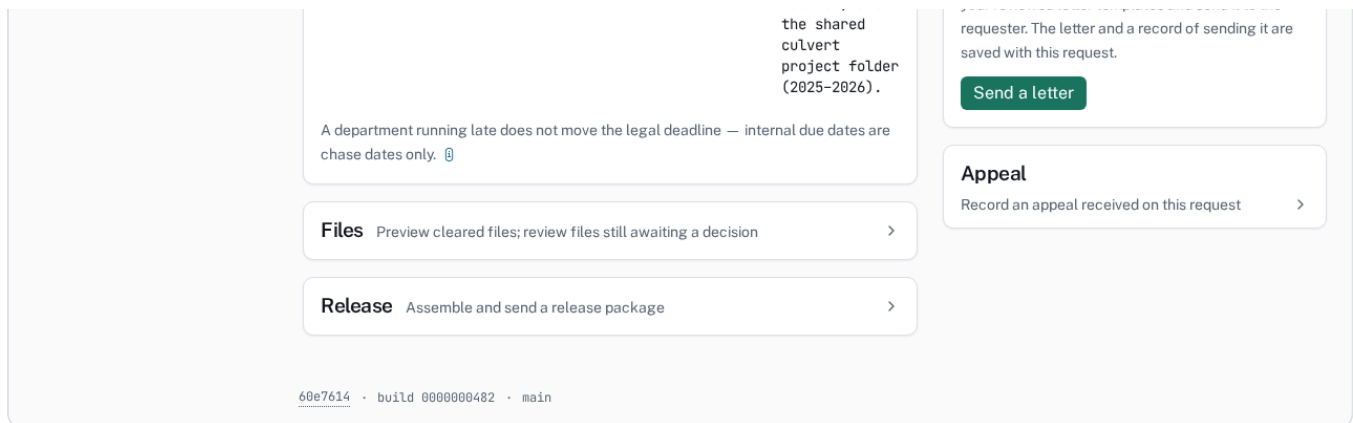 the shared
culvert
project folder
(2025–2026).
A department running late does not move the legal deadline — internal due dates are
chase dates only.
Files Preview cleared files; review files still awaiting a decision
Release Assemble and send a release package
requester. The letter and a record of sending it are
saved with this request.
Send a letter
Appeal
Record an appeal received on this request
60e7614 · build 0000000482 · main